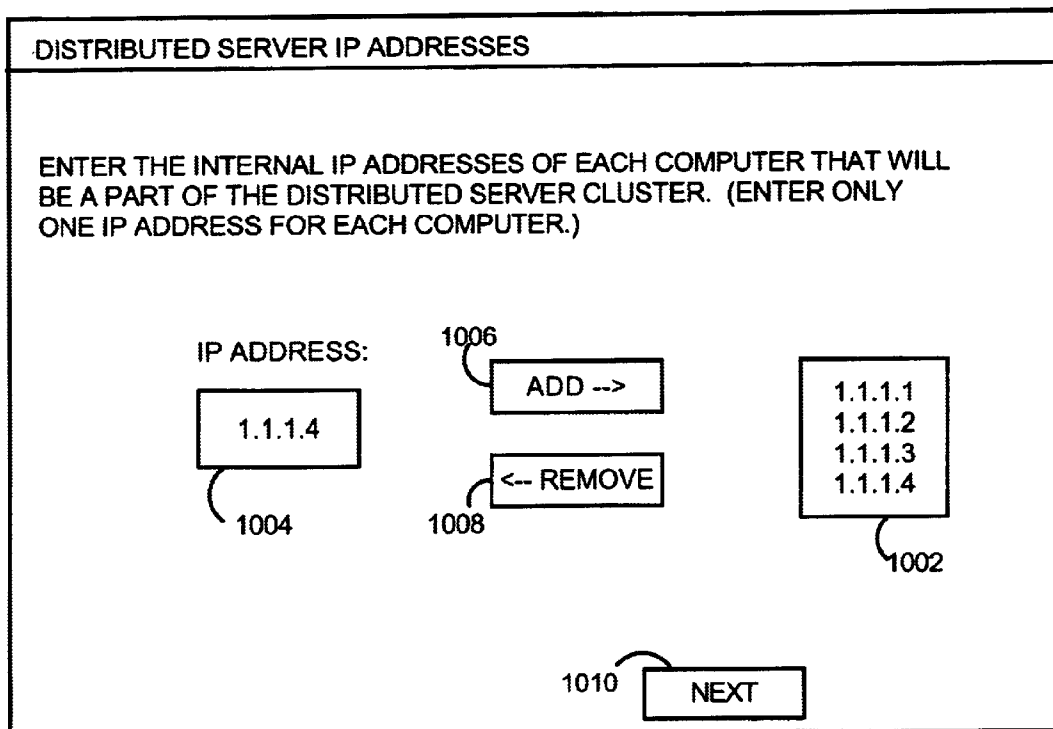 DISTRIBUTED SERVER IP ADDRESSES
ENTER THE INTERNAL IP ADDRESSES OF EACH COMPUTER THAT WILL
BE A PART OF THE DISTRIBUTED SERVER CLUSTER. (ENTER ONLY
ONE IP ADDRESS FOR EACH COMPUTER.)
IP ADDRESS:
1.1.1.4
1004
1006
ADD -->
<-- REMOVE
1008
1.1.1.1
1.1.1.2
1.1.1.3
1.1.1.4
1002
1010
NEXT